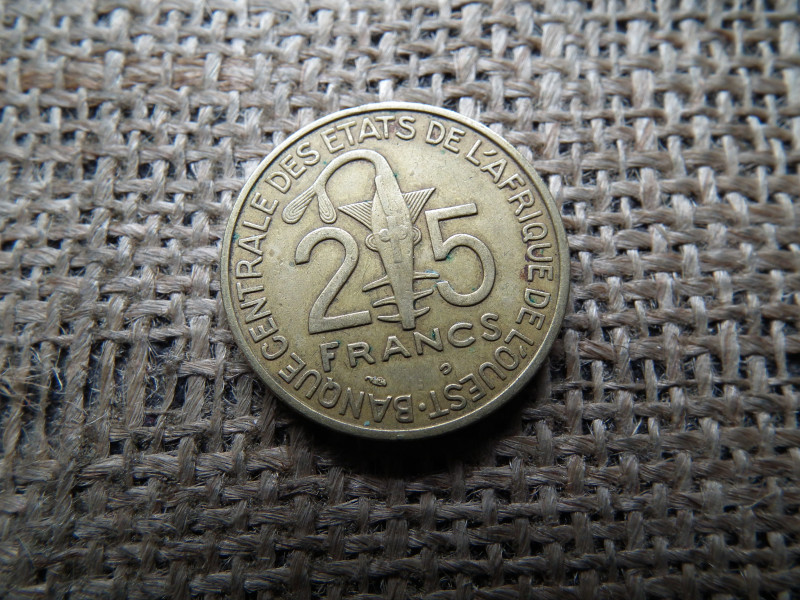 BANQUE CENTRALE DES ETATS DE L'AFRIQUE DE L'OUEST·
25
FRANCS